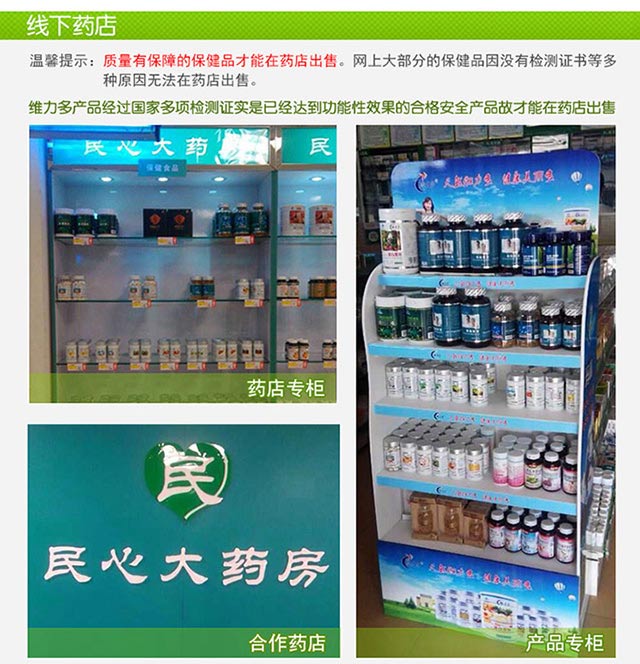 线下药店
温馨提示：质量有保障的保健品才能在药店出售。网上大部分的保健品因没有检测证书等多
种原因无法在药店出售。
维力多产品经过国家多项检测证实是已经达到功能性效果的合格安全产品故才能在药店出售
民心大药
民
保健食品
药店专柜
民
民心大药房
合作药店
产品专柜